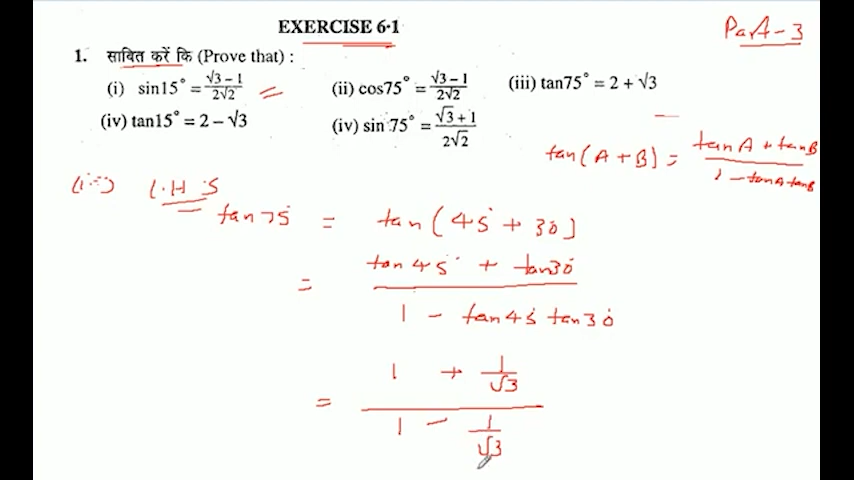 EXERCISE 6·1
Part-3
1. साबित करें कि (Prove that) :
(i) sin15° = √3 – 1 / 2√2 (ii) cos75° = √3 – 1 / 2√2 (iii) tan75° = 2 + √3
(iv) tan15° = 2 – √3 (iv) sin 75° = √3 + 1 / 2√2
tan(A + B) = tanA + tanB / 1 – tanA tanB
(iii) L.H.S
tan75° = tan(45° + 30°)
= tan45° + tan30° / 1 – tan45° tan30°
= 1 + 1/√3 / 1 – 1/√3